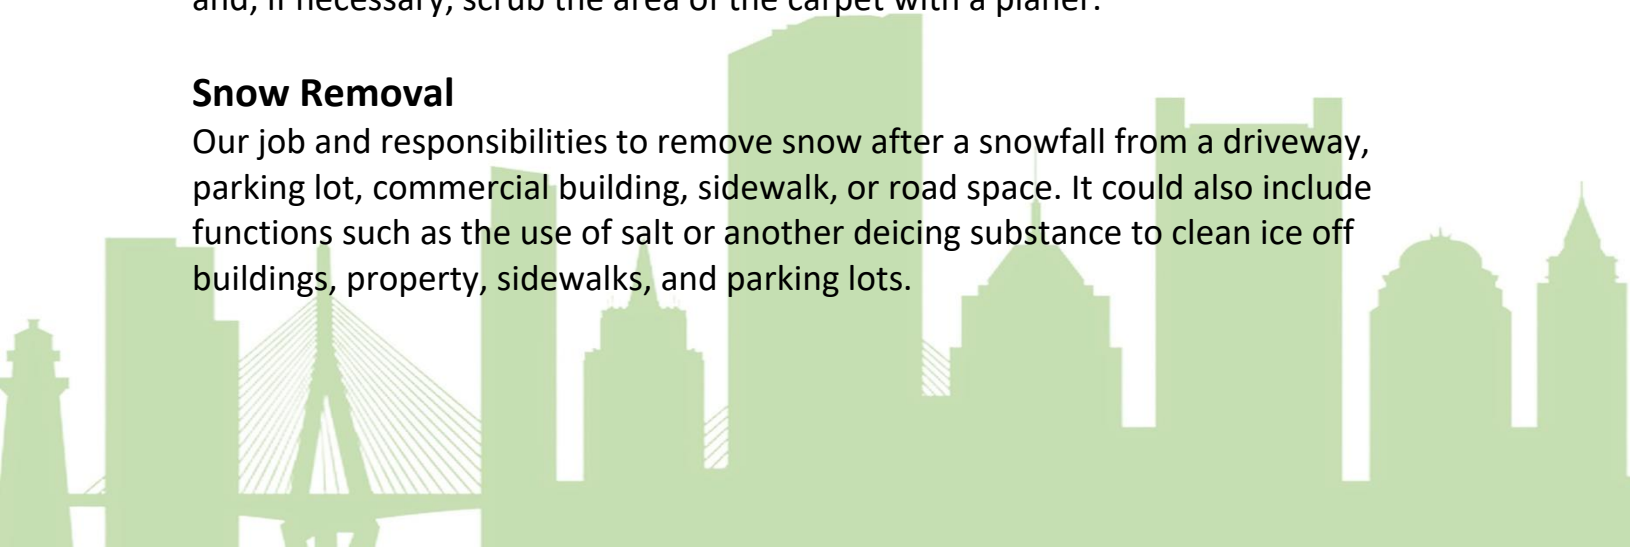 and, if necessary, scrub the area of the carpet with a planer.
Snow Removal
Our job and responsibilities to remove snow after a snowfall from a driveway,
parking lot, commercial building, sidewalk, or road space. It could also include
functions such as the use of salt or another deicing substance to clean ice off
buildings, property, sidewalks, and parking lots.